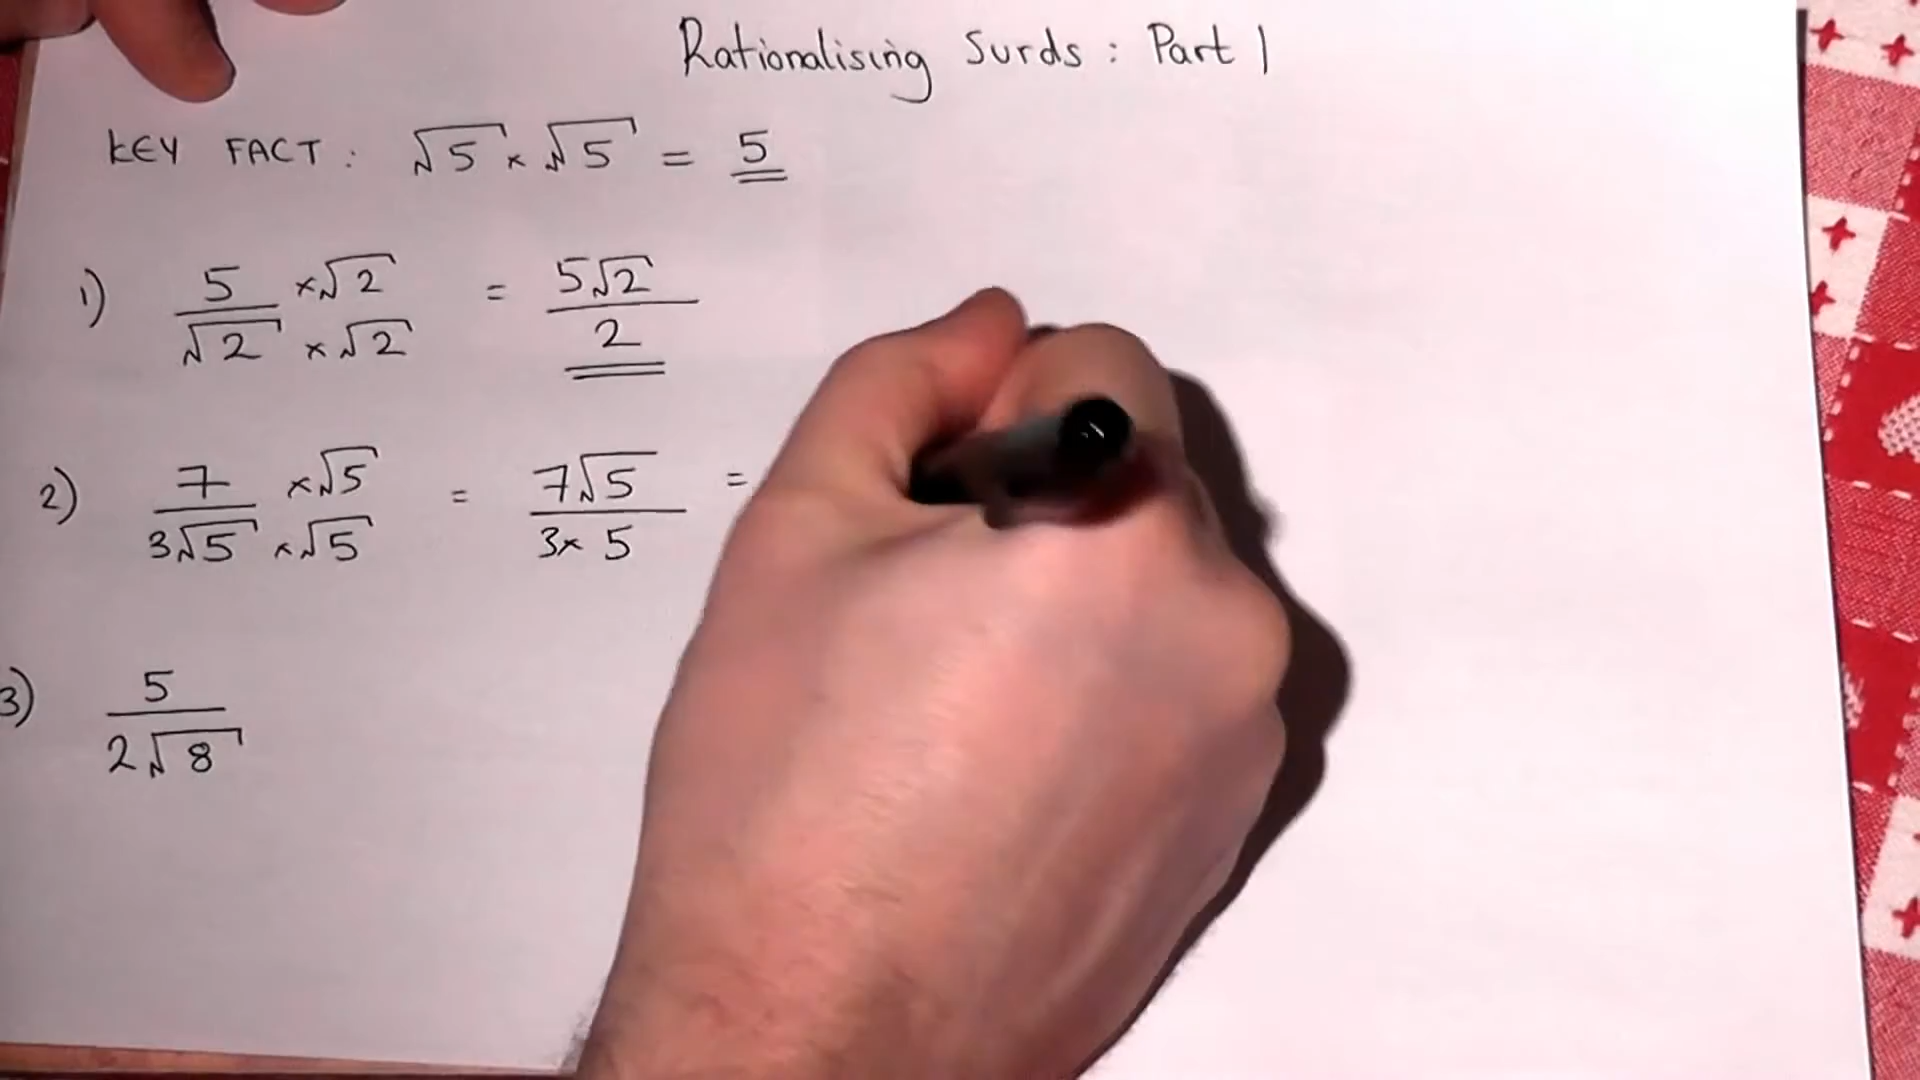 Rationalising Surds : Part 1
KEY FACT : √5 × √5 = 5
1) 5/√2 ×√2/×√2 = 5√2/2
2) 7/3√5 ×√5/×√5 = 7√5/3×5 =
3) 5/2√8